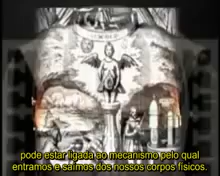 pode estar ligada ao mecanismo pelo qual
entramos e saímos dos nossos corpos físicos.